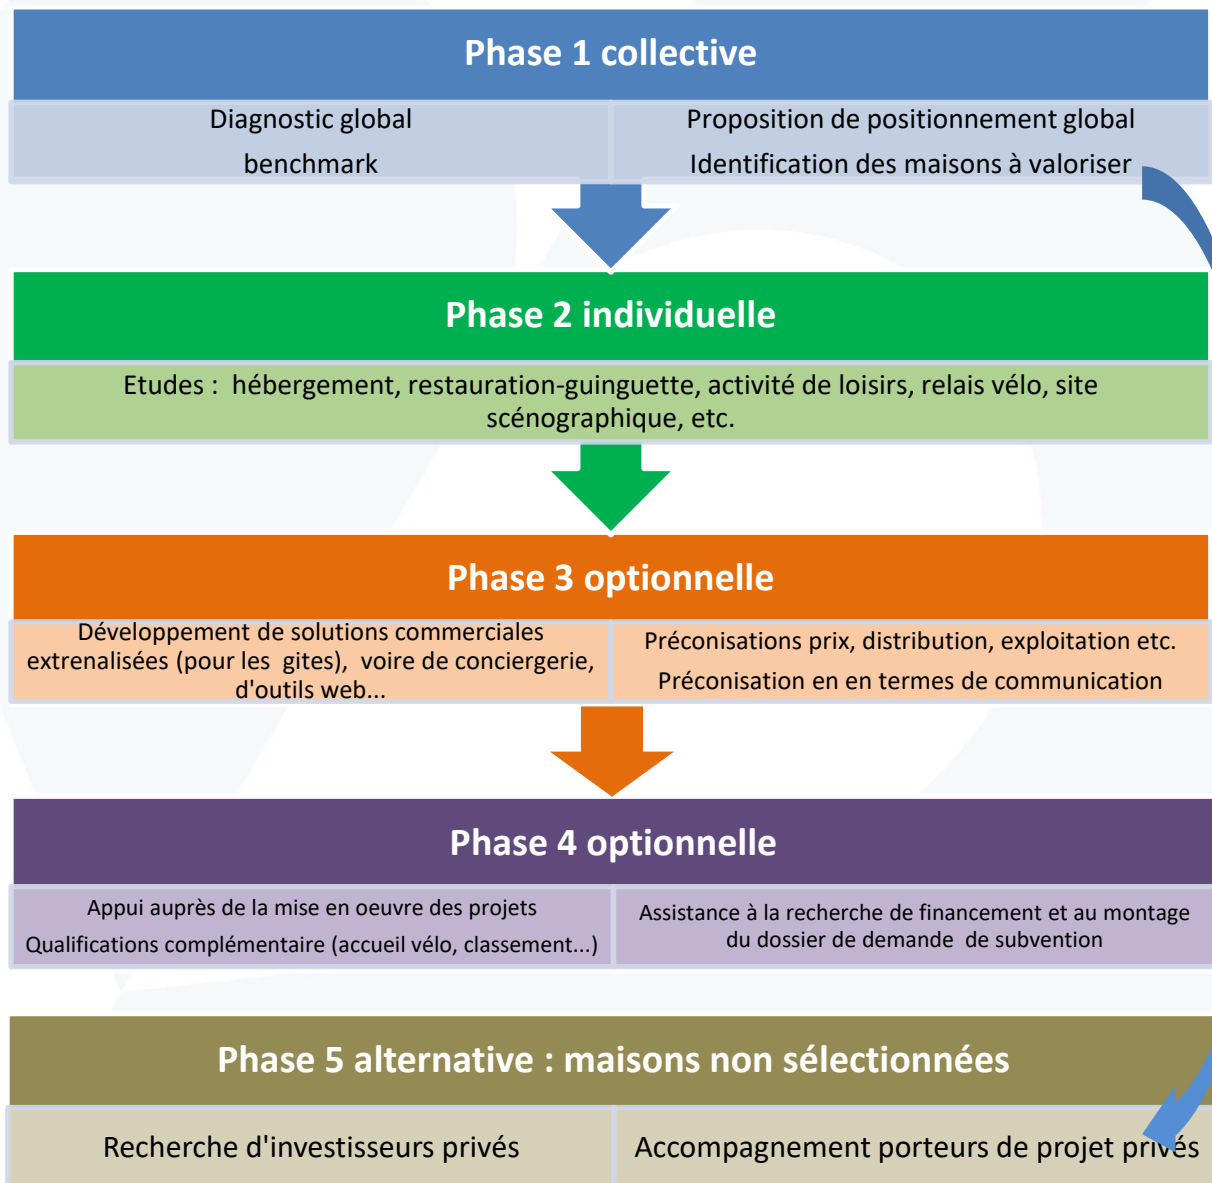 Phase 1 collective
Diagnostic global
benchmark
Proposition de positionnement global
Identification des maisons à valoriser
Phase 2 individuelle
Etudes :  hébergement, restauration-guinguette, activité de loisirs, relais vélo, site
scénographique, etc.
Phase 3 optionnelle
Développement de solutions commerciales
extrenalisées (pour les  gites),  voire de conciergerie,
d'outils web...
Préconisations prix, distribution, exploitation etc.
Préconisation en en termes de communication
Phase 4 optionnelle
Appui auprès de la mise en oeuvre des projets
Qualifications complémentaire (accueil vélo, classement...)
Assistance à la recherche de financement et au montage
du dossier de demande  de subvention
Phase 5 alternative : maisons non sélectionnées
Recherche d'investisseurs privés
Accompagnement porteurs de projet privés